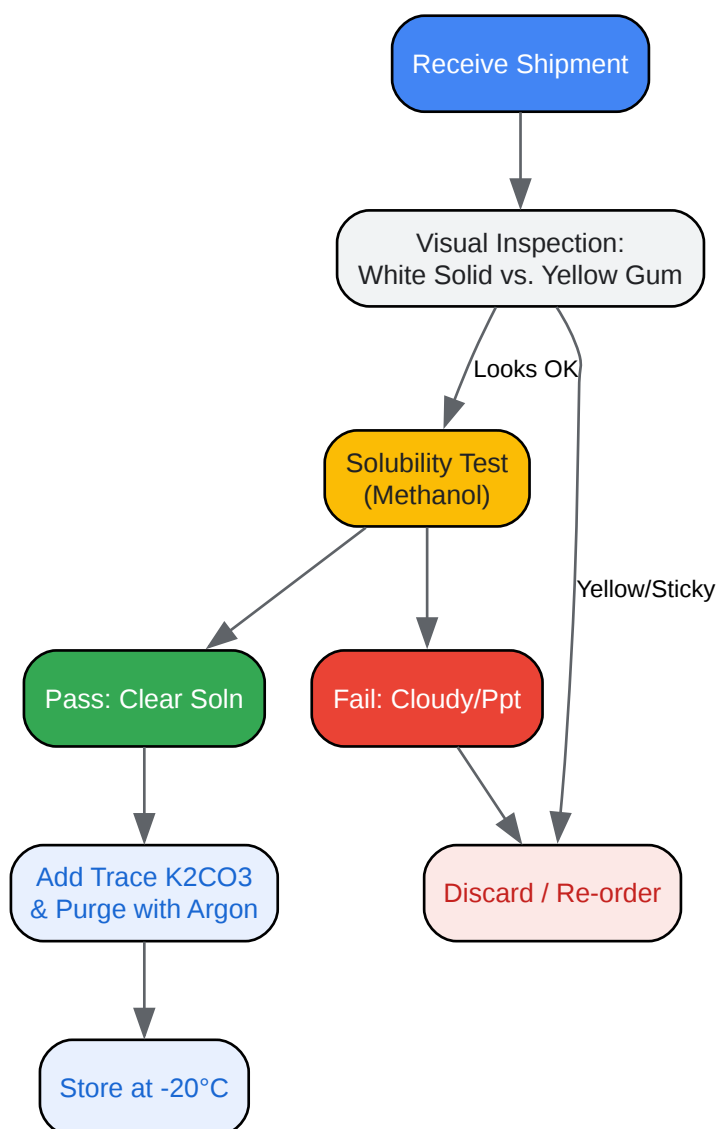 Receive Shipment
Visual Inspection:
White Solid vs. Yellow Gum
Looks OK
Solubility Test
(Methanol)
Yellow/Sticky
Pass: Clear Soln
Fail: Cloudy/Ppt
Add Trace K2CO3
& Purge with Argon
Discard / Re-order
Store at -20°C